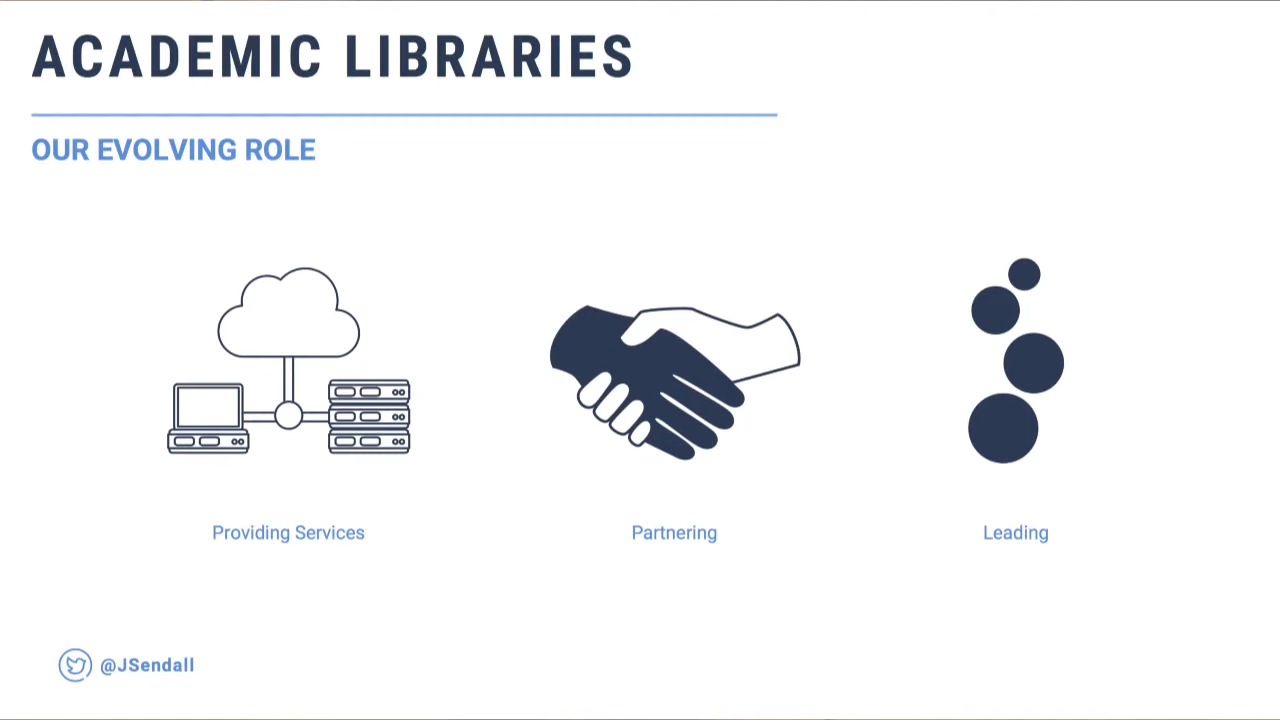 ACADEMIC LIBRARIES
OUR EVOLVING ROLE
Providing Services
Partnering
Leading
@JSendall